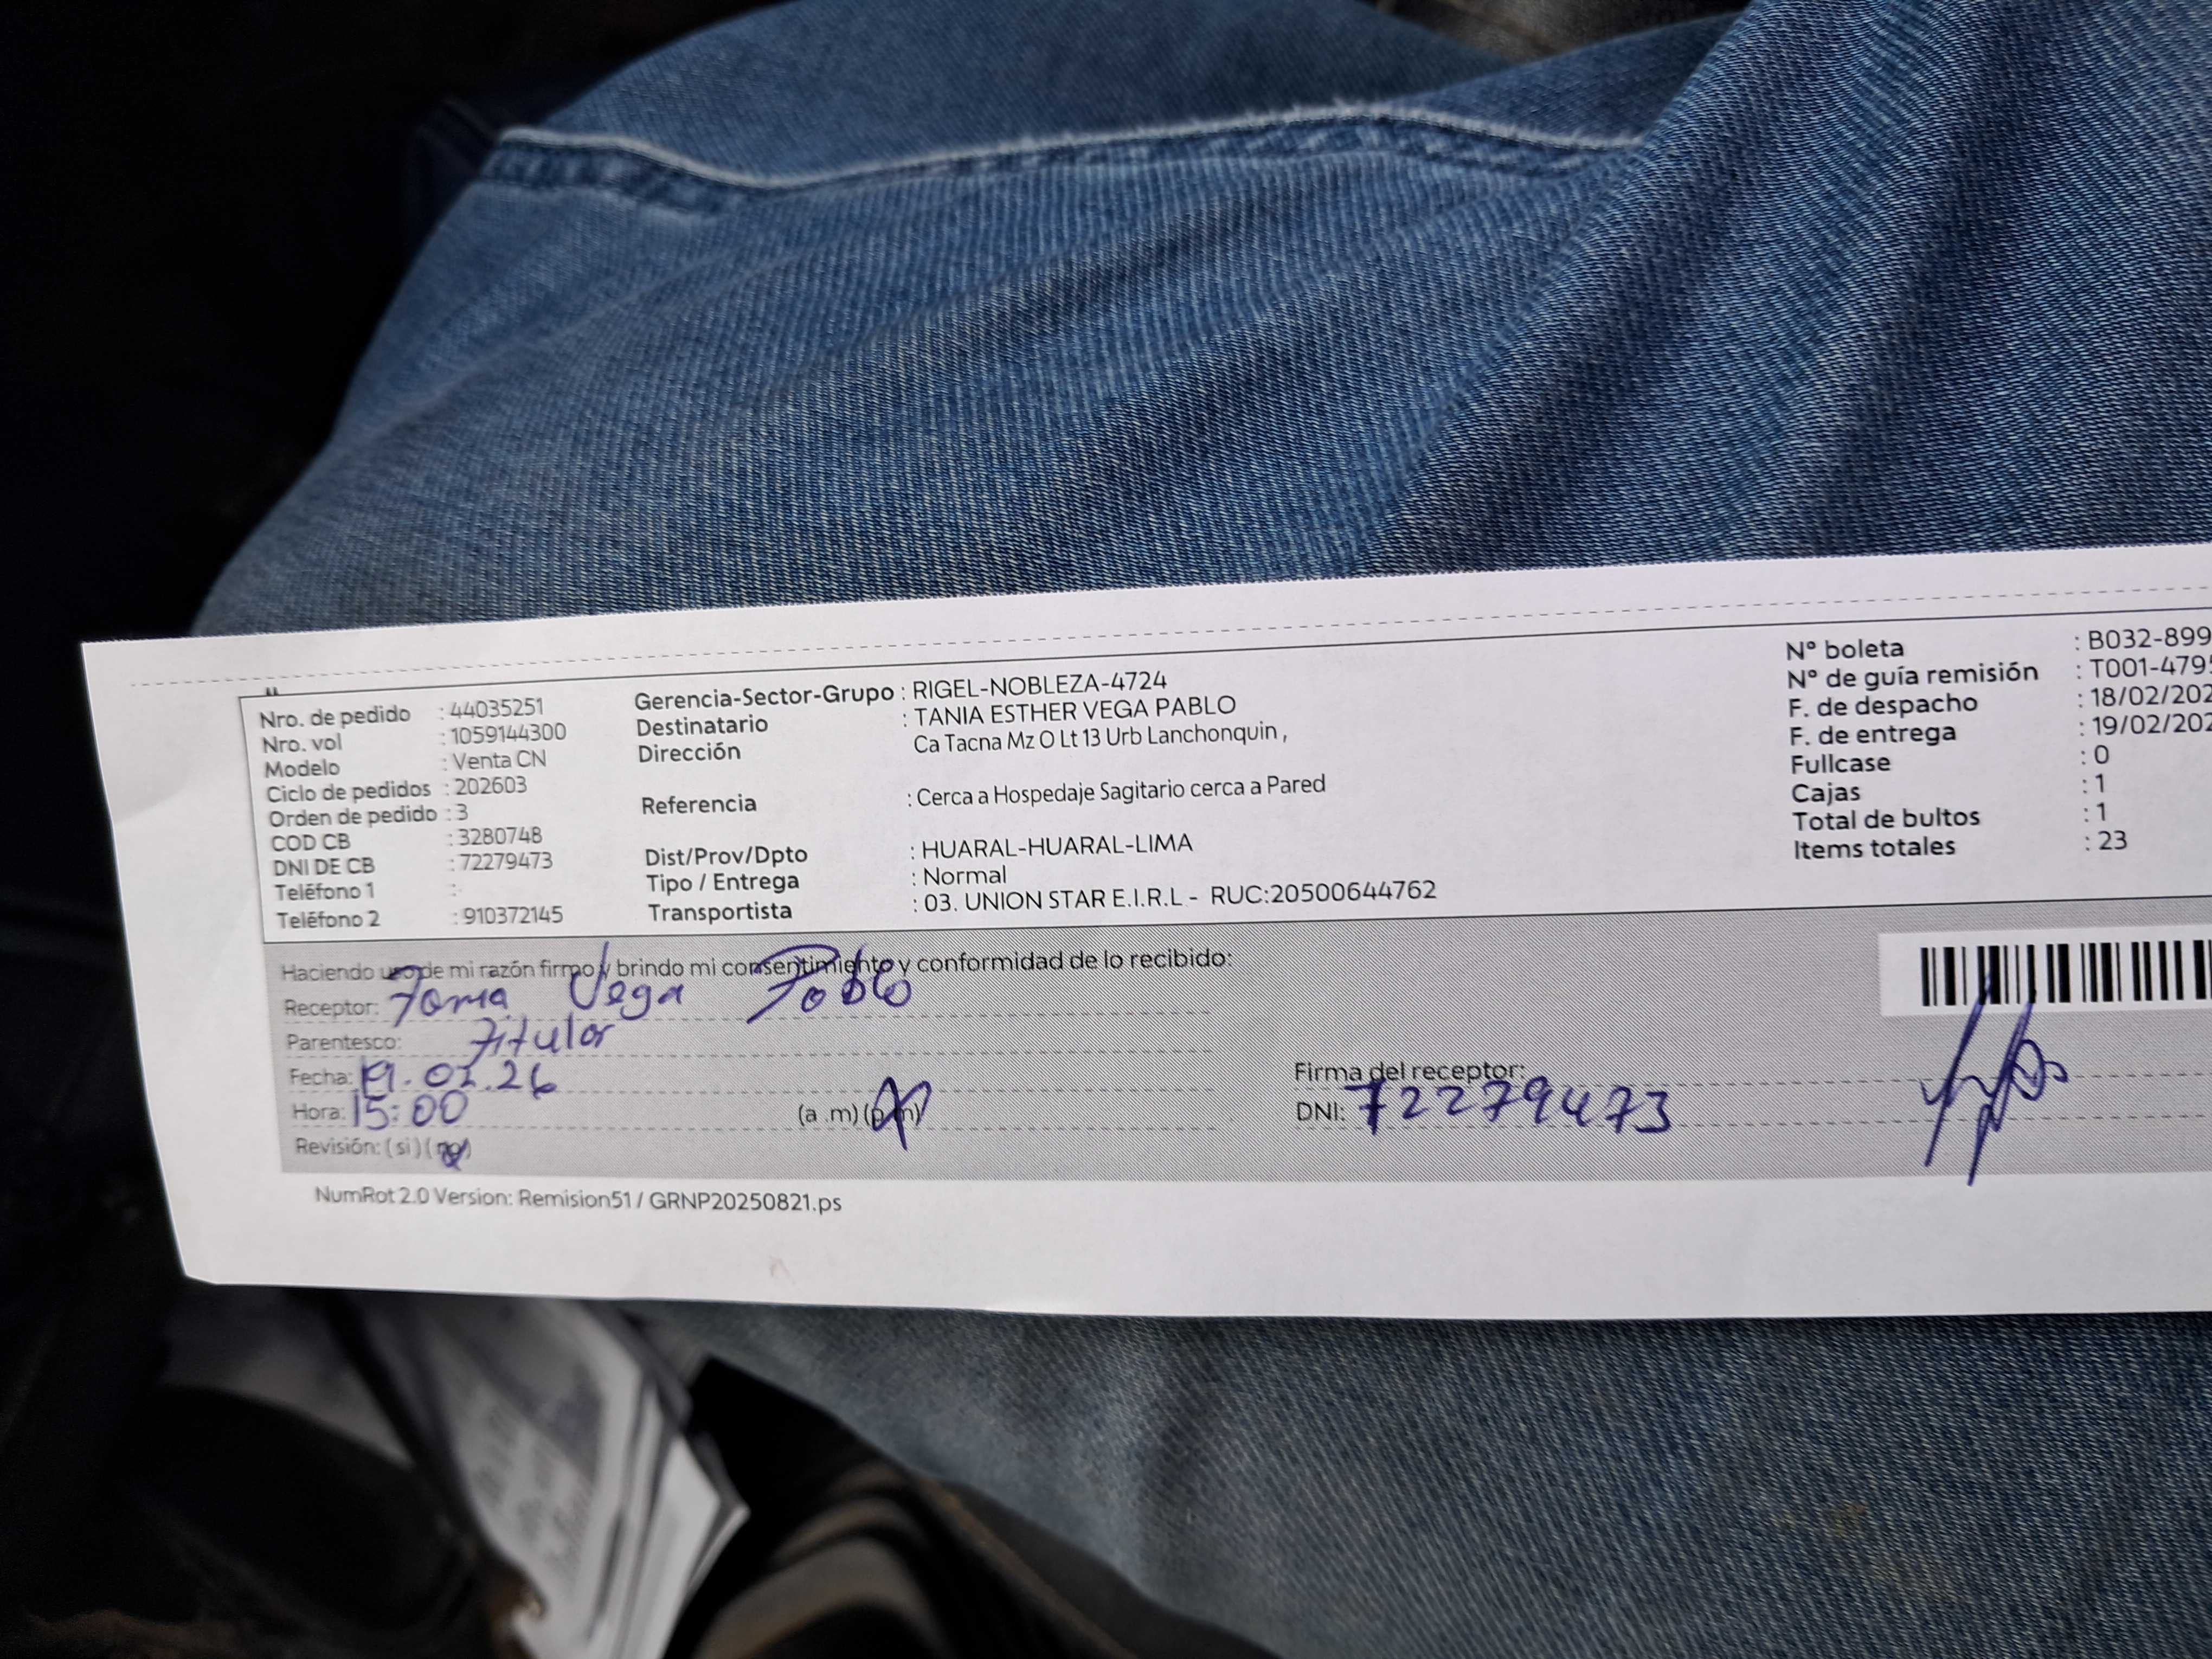 Nro. de pedido : 44035251
Nro. vol : 1059144300
Modelo : Venta CN
Ciclo de pedidos : 202603
Orden de pedido : 3
COD CB : 3280748
DNI DE CB : 72279473
Teléfono 1 :
Teléfono 2 : 910372145
Gerencia-Sector-Grupo : RIGEL-NOBLEZA-4724
Destinatario : TANIA ESTHER VEGA PABLO
Dirección Ca Tacna Mz O Lt 13 Urb Lanchonquin ,
Referencia : Cerca a Hospedaje Sagitario cerca a Pared
Dist/Prov/Dpto : HUARAL-HUARAL-LIMA
Tipo / Entrega : Normal
Transportista : 03. UNION STAR E.I.R.L - RUC:20500644762
N° boleta : B032-899
N° de guía remisión : T001-479
F. de despacho : 18/02/202
F. de entrega : 19/02/202
Fullcase : 0
Cajas : 1
Total de bultos : 1
Items totales : 23
Haciendo uso de mi razón firmo y brindo mi consentimiento y conformidad de lo recibido:
Receptor: Tania Vega Pablo
Parentesco: Titular
Fecha: 19.02.26
Hora: 15:00 (a .m) (p.m)
Revisión: (si) (no)
Firma del receptor:
DNI: 72279473
NumRot 2.0 Version: Remision51 / GRNP20250821.ps